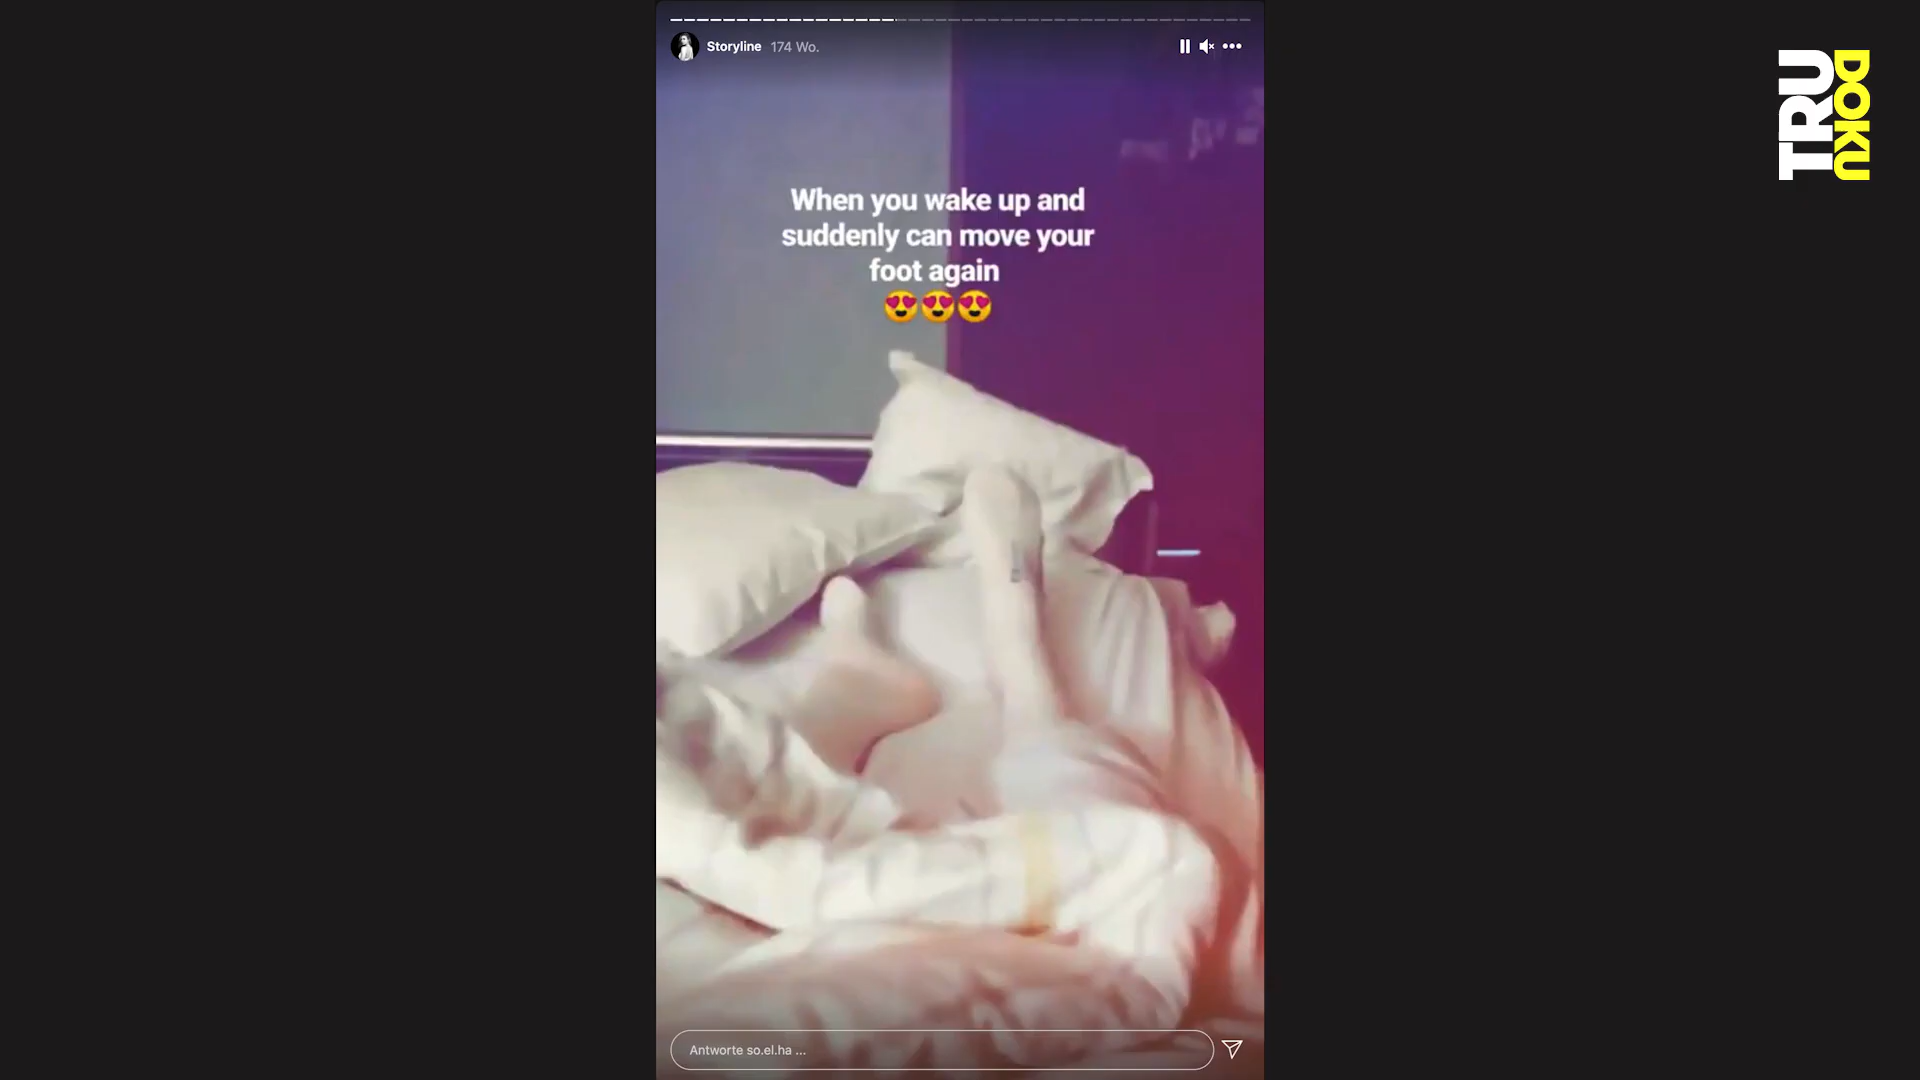 Storyline 174 Wo.
When you wake up and
suddenly can move your
foot again
😍😍😍
Antworte so.el.ha ...
TRU
DOKU